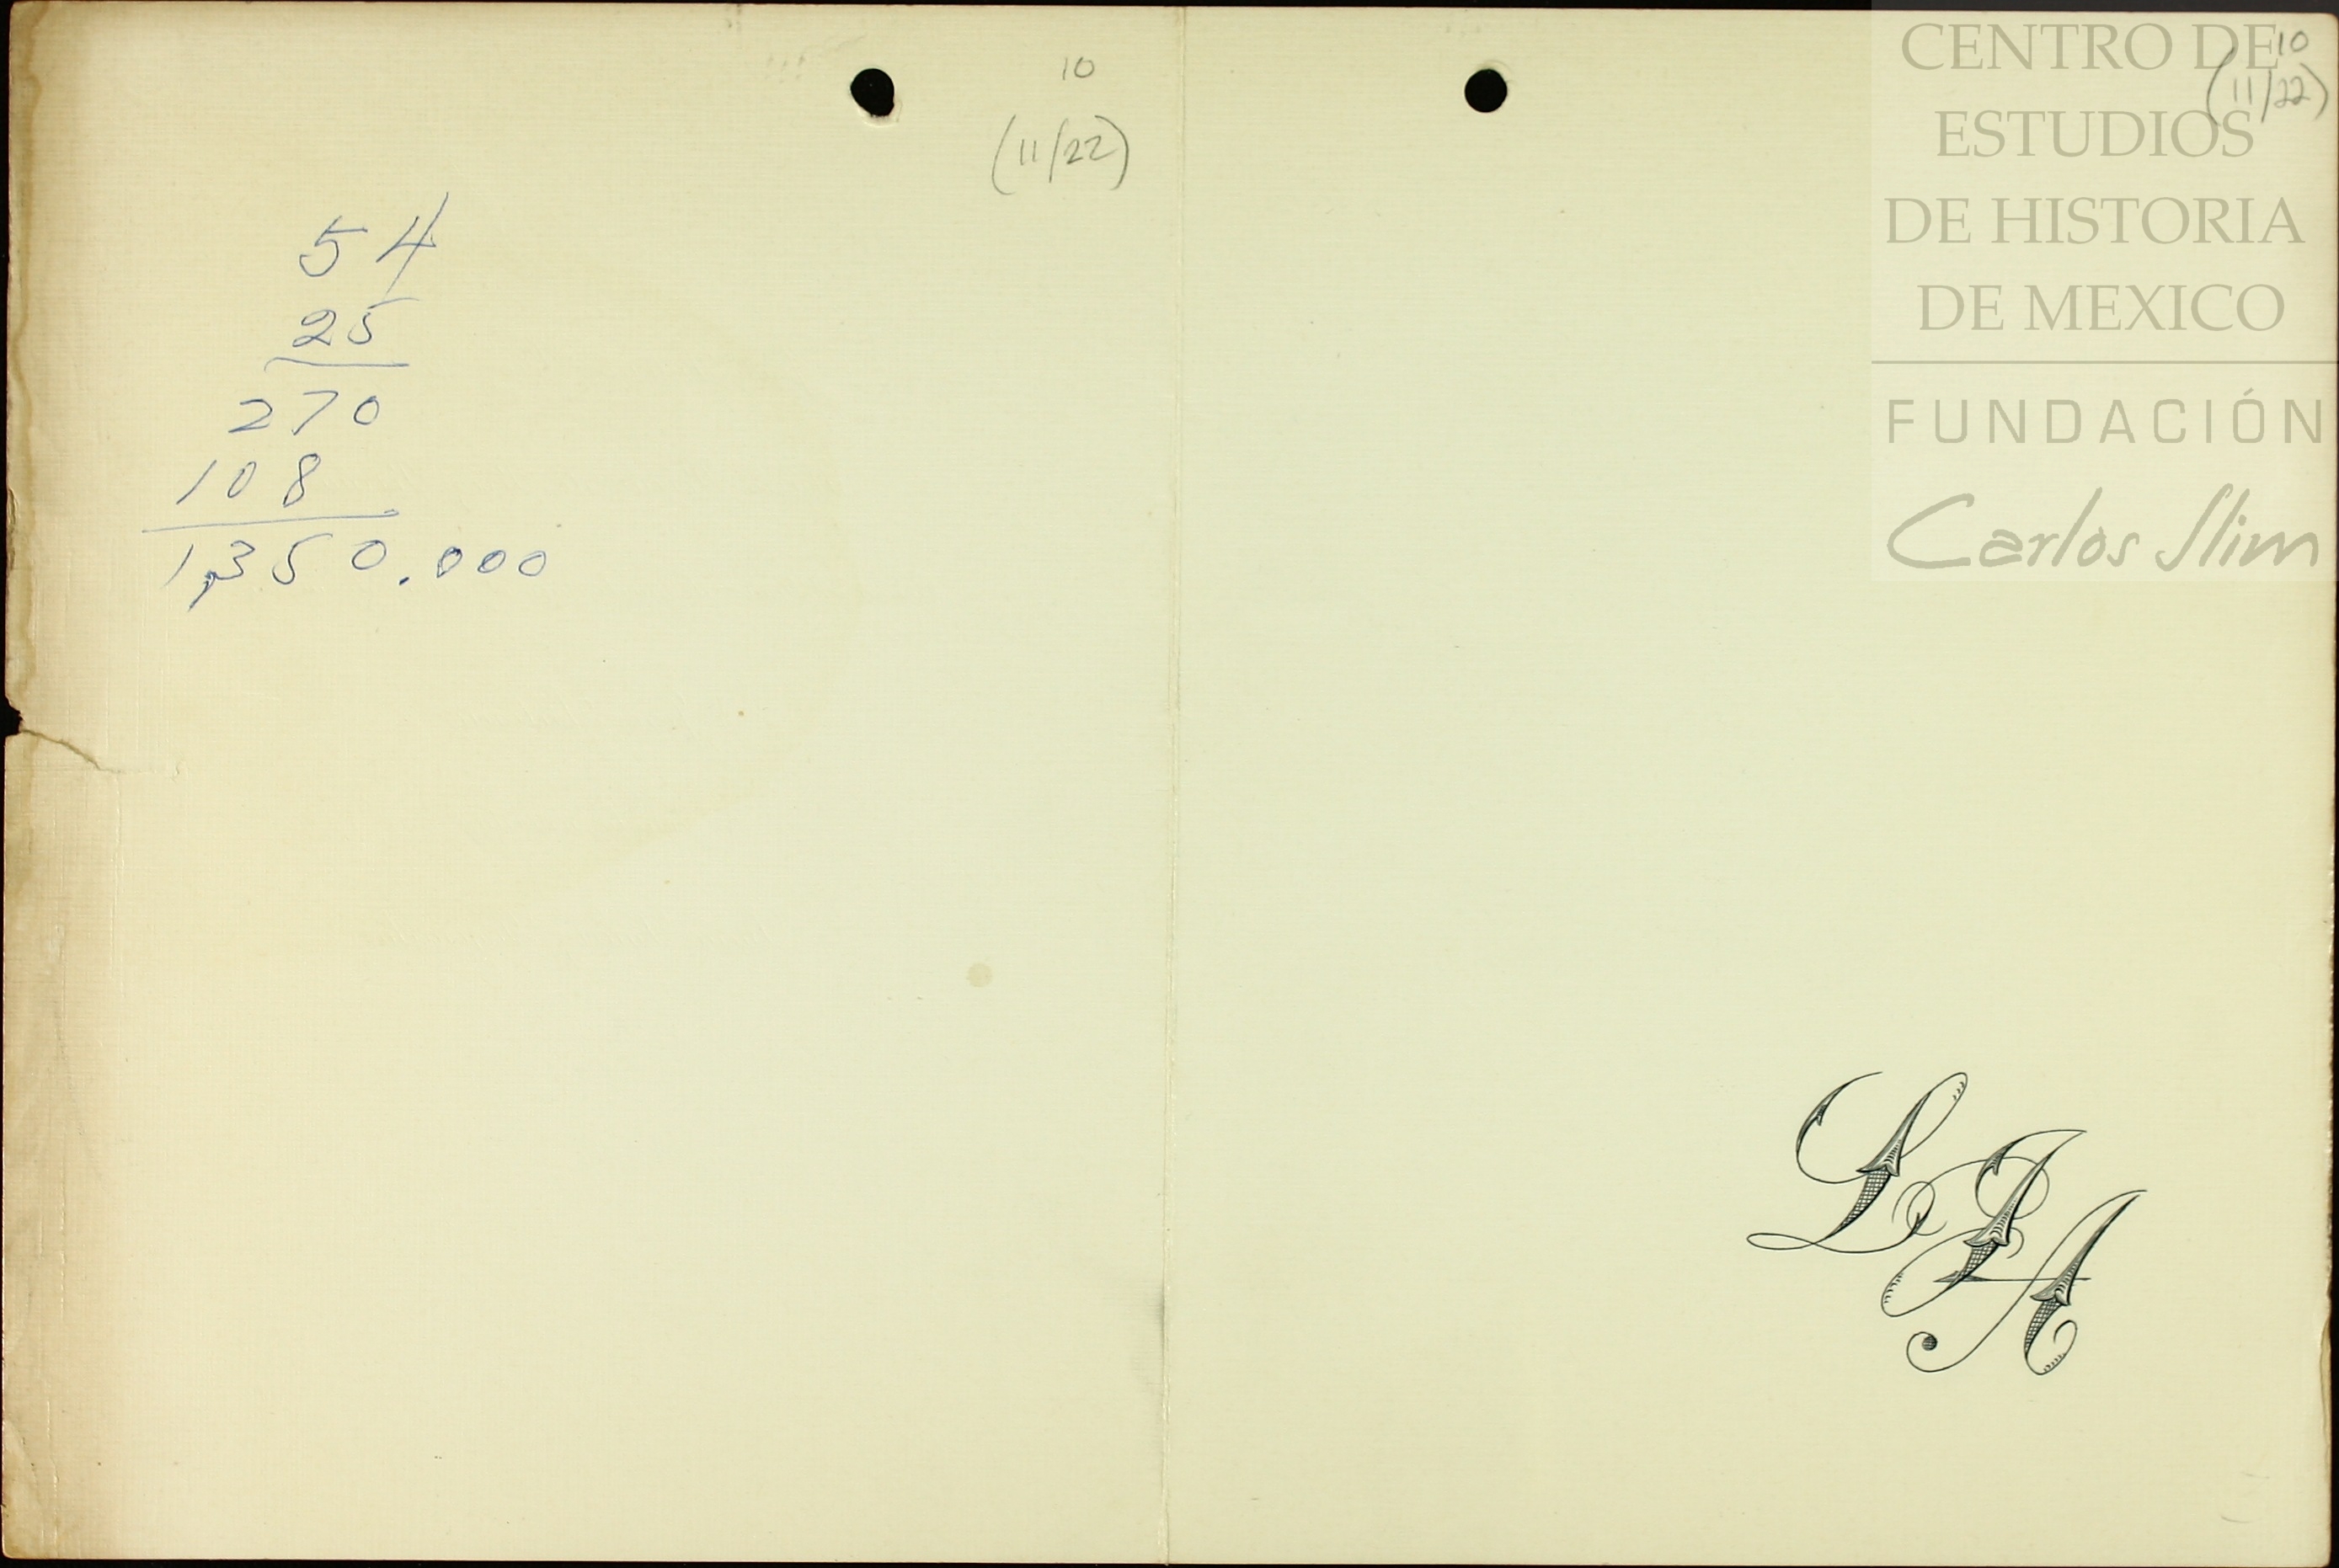 10
(11/22)
54
25
270
108
1,350.000
10
(11/22)
CENTRO DE
ESTUDIOS
DE HISTORIA
DE MEXICO
FUNDACIÓN
Carlos Slim